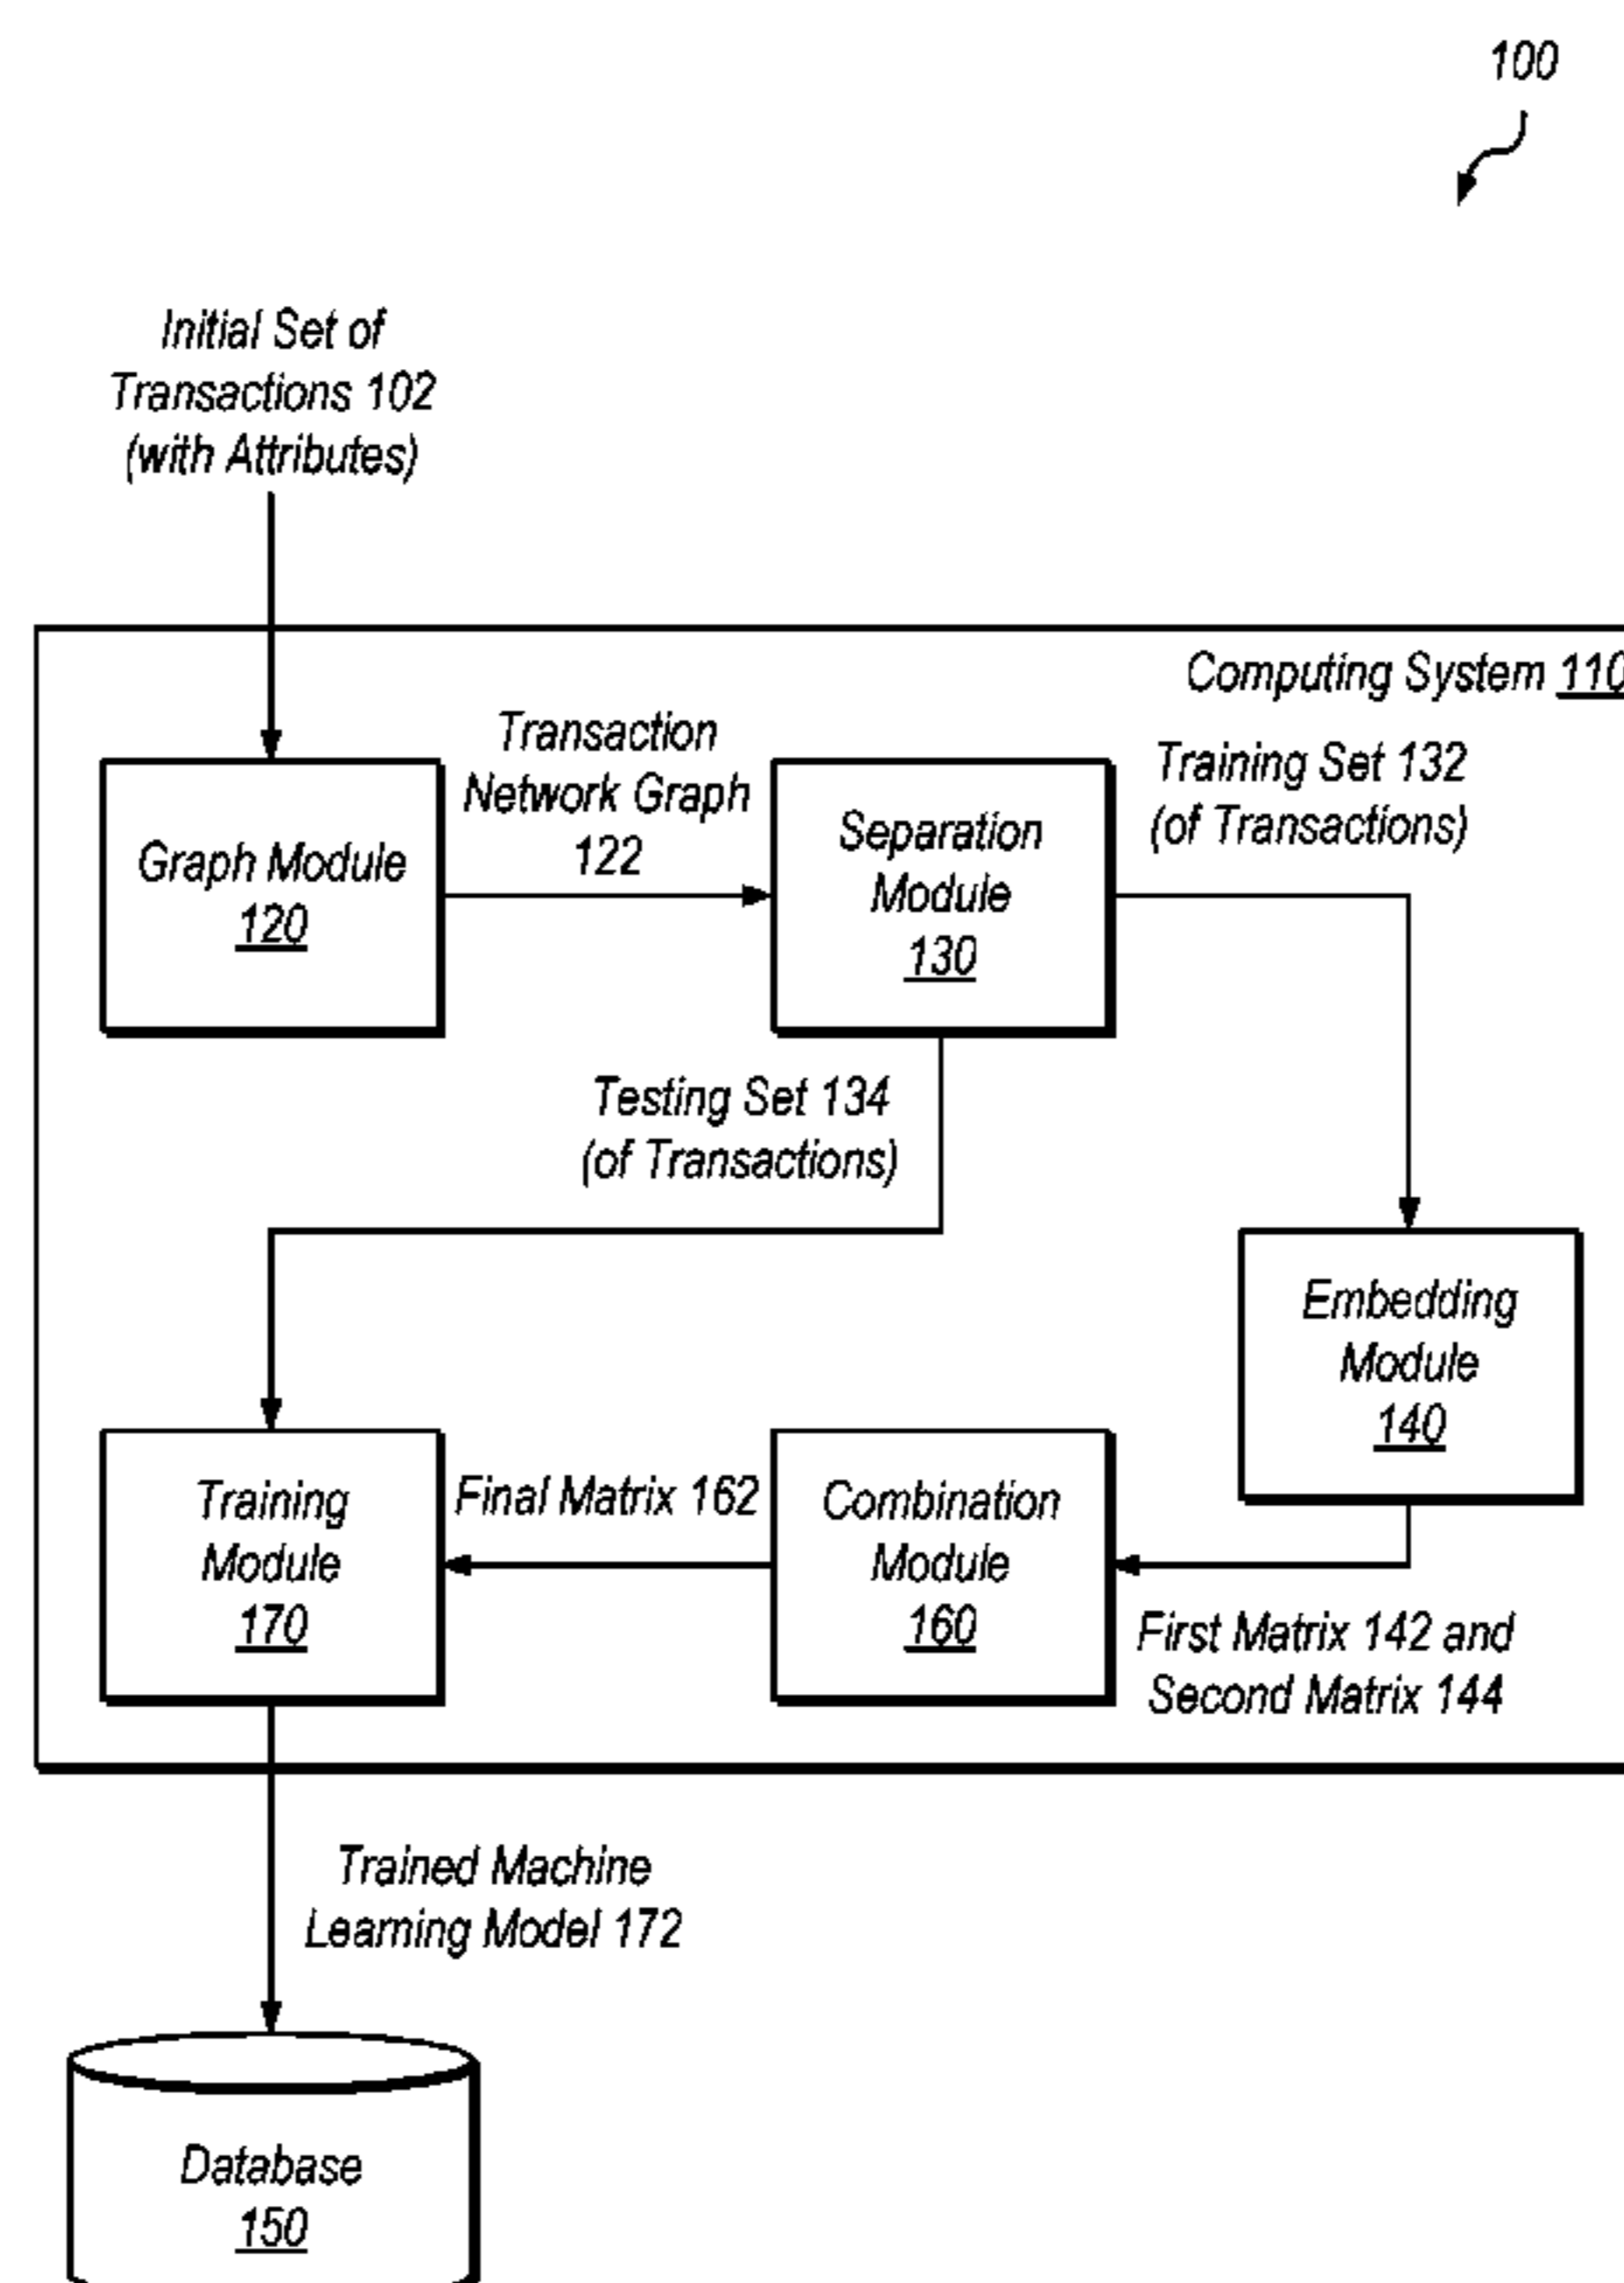 100
Initial Set of
Transactions 102
(with Attributes)
Computing System 110
Transaction
Network Graph
122
Training Set 132
(of Transactions)
Graph Module
120
Separation
Module
130
Testing Set 134
(of Transactions)
Embedding
Module
140
Training
Module
170
Final Matrix 162
Combination
Module
160
First Matrix 142 and
Second Matrix 144
Trained Machine
Learning Model 172
Database
150